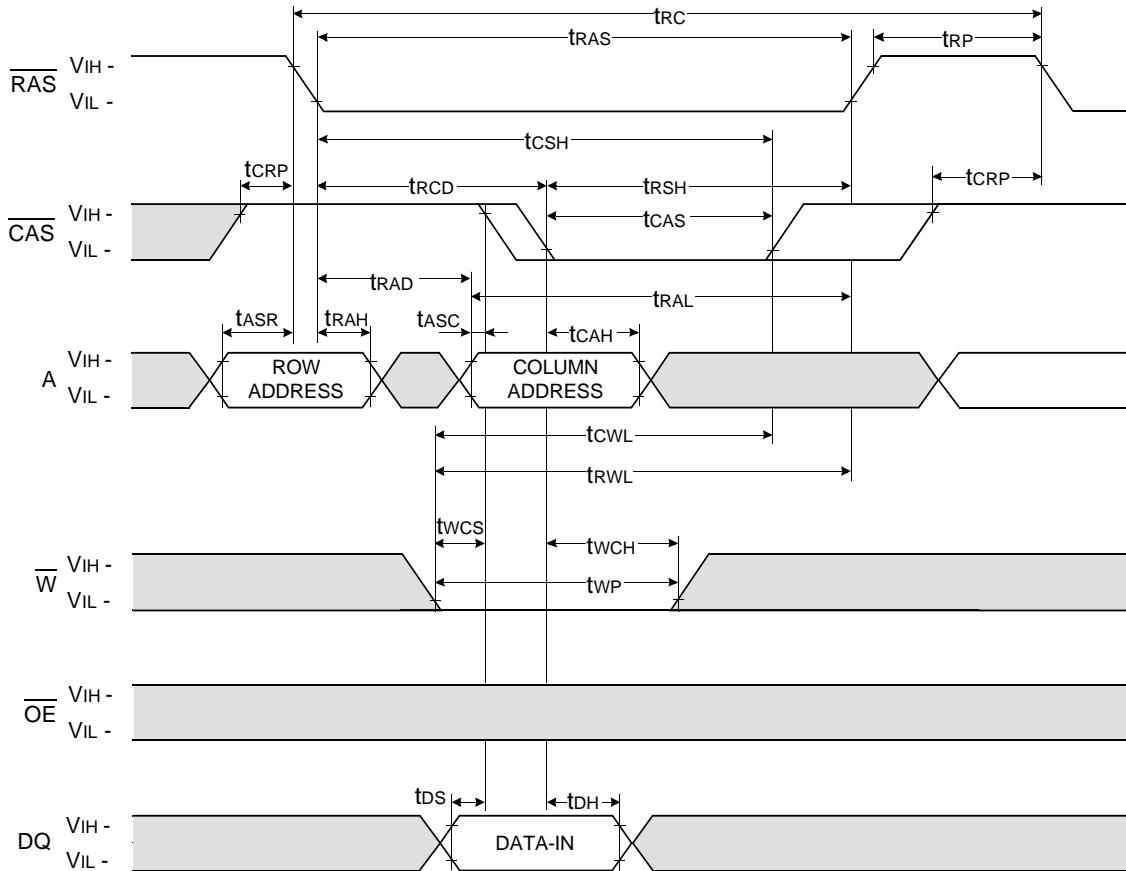 tRC
tRAS
tRP
RAS
VIH -
VIL -
tCSH
tCRP
tRCD
tRSH
tCRP
CAS
VIH -
VIL -
tCAS
tRAD
tRAL
tASR
tRAH
tASC
tCAH
A
VIH -
VIL -
ROW
ADDRESS
COLUMN
ADDRESS
tCWL
tRWL
tWCS
tWCH
W
VIH -
VIL -
tWP
OE
VIH -
VIL -
tDS
tDH
DQ
VIH -
VIL -
DATA-IN